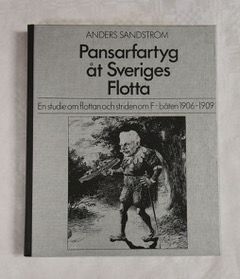 ANDERS SANDSTRÖM
Pansarfartyg
åt Sveriges
Flotta
En studie om flottan och striden om F-båten 1906-1909